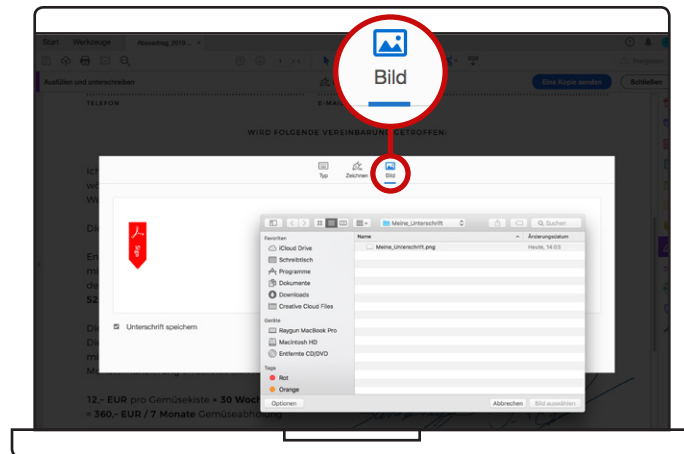 Bild
Start Werkzeuge
Ausfüllen und unterschreiben
Eine Kopie senden
Schließen
TELEFON
E-MAIL
WIRD FOLGENDE VEREINBARUNG GETROFFEN:
Typ
Zeichnen
Bild
Sign
Unterschrift speichern
Meine_Unterschrift
Suchen
Favoriten
iCloud Drive
Schreibtisch
Programme
Dokumente
Downloads
Creative Cloud Files
Geräte
Raygun MacBook Pro
Macintosh HD
Entfernte CD/DVD
Tags
Rot
Orange
Name
Änderungsdatum
Meine_Unterschrift.png
Heute, 14:03
Optionen
Abbrechen
Bild auswählen
12,- EUR pro Gemüsekiste × 30 Woch
= 360,- EUR / 7 Monate Gemüseabholung